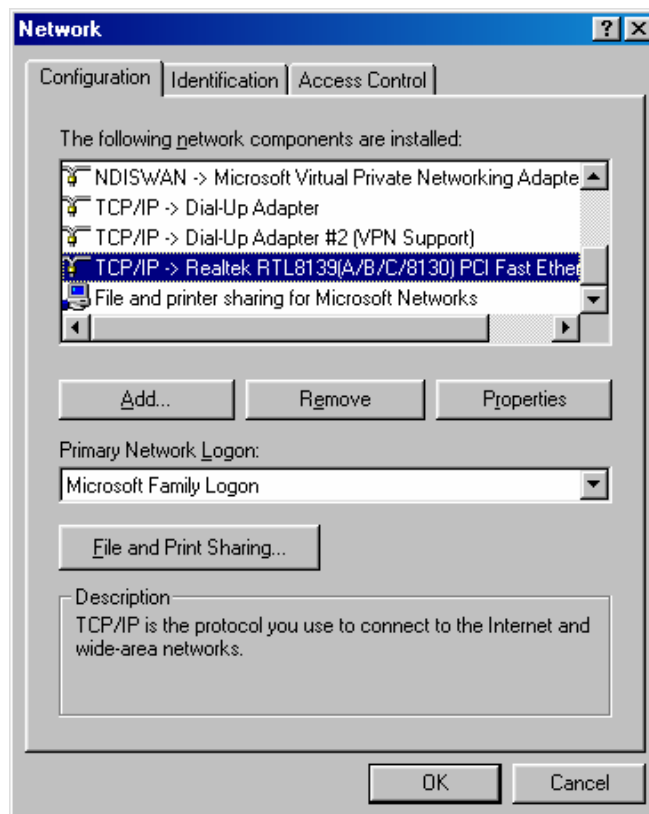 Network
Configuration Identification Access Control
The following network components are installed:
NDISWAN -> Microsoft Virtual Private Networking Adapte
TCP/IP -> Dial-Up Adapter
TCP/IP -> Dial-Up Adapter #2 (VPN Support)
TCP/IP -> Realtek RTL8139(A/B/C/8130) PCI Fast Ether
File and printer sharing for Microsoft Networks
Add... Remove Properties
Primary Network Logon:
Microsoft Family Logon
File and Print Sharing...
Description
TCP/IP is the protocol you use to connect to the Internet and
wide-area networks.
OK Cancel